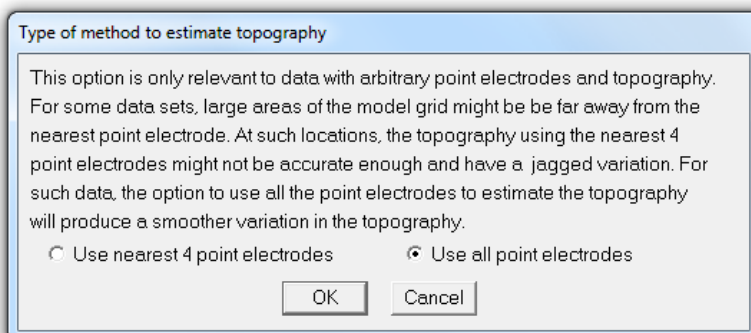 Type of method to estimate topography
This option is only relevant to data with arbitrary point electrodes and topography.
For some data sets, large areas of the model grid might be be far away from the
nearest point electrode. At such locations, the topography using the nearest 4
point electrodes might not be accurate enough and have a  jagged variation. For
such data, the option to use all the point electrodes to estimate the topography
will produce a smoother variation in the topography.
Use nearest 4 point electrodes Use all point electrodes
OK Cancel